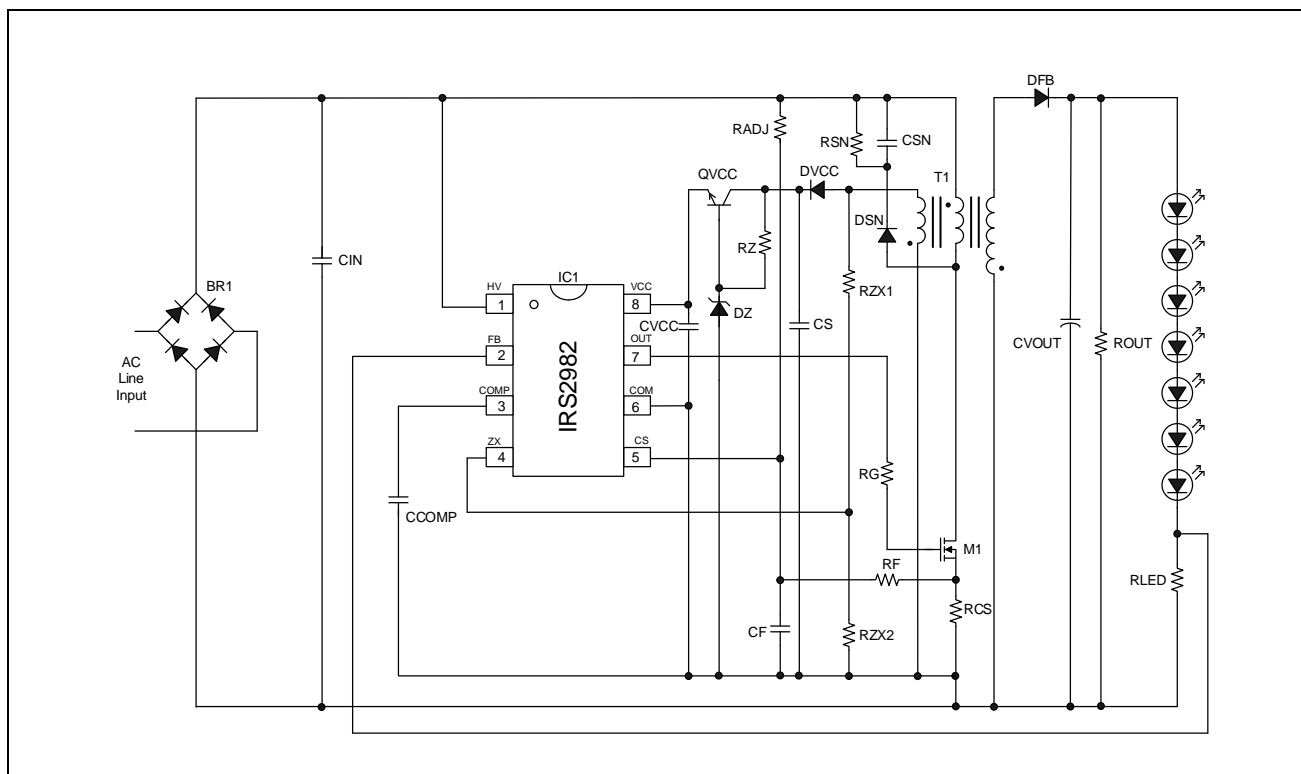 DFB
RADJ
RSN
CSN
QVCC
DVCC
T1
DSN
RZ
CIN
IC1
RZX1
BR1
HV
VCC
1
8
DZ
CVCC
CS
FB
OUT
2
7
CVOUT
ROUT
AC
Line
Input
IRS2982
COMP
COM
3
6
ZX
CS
4
5
RG
CCOMP
M1
RF
RLED
RCS
CF
RZX2